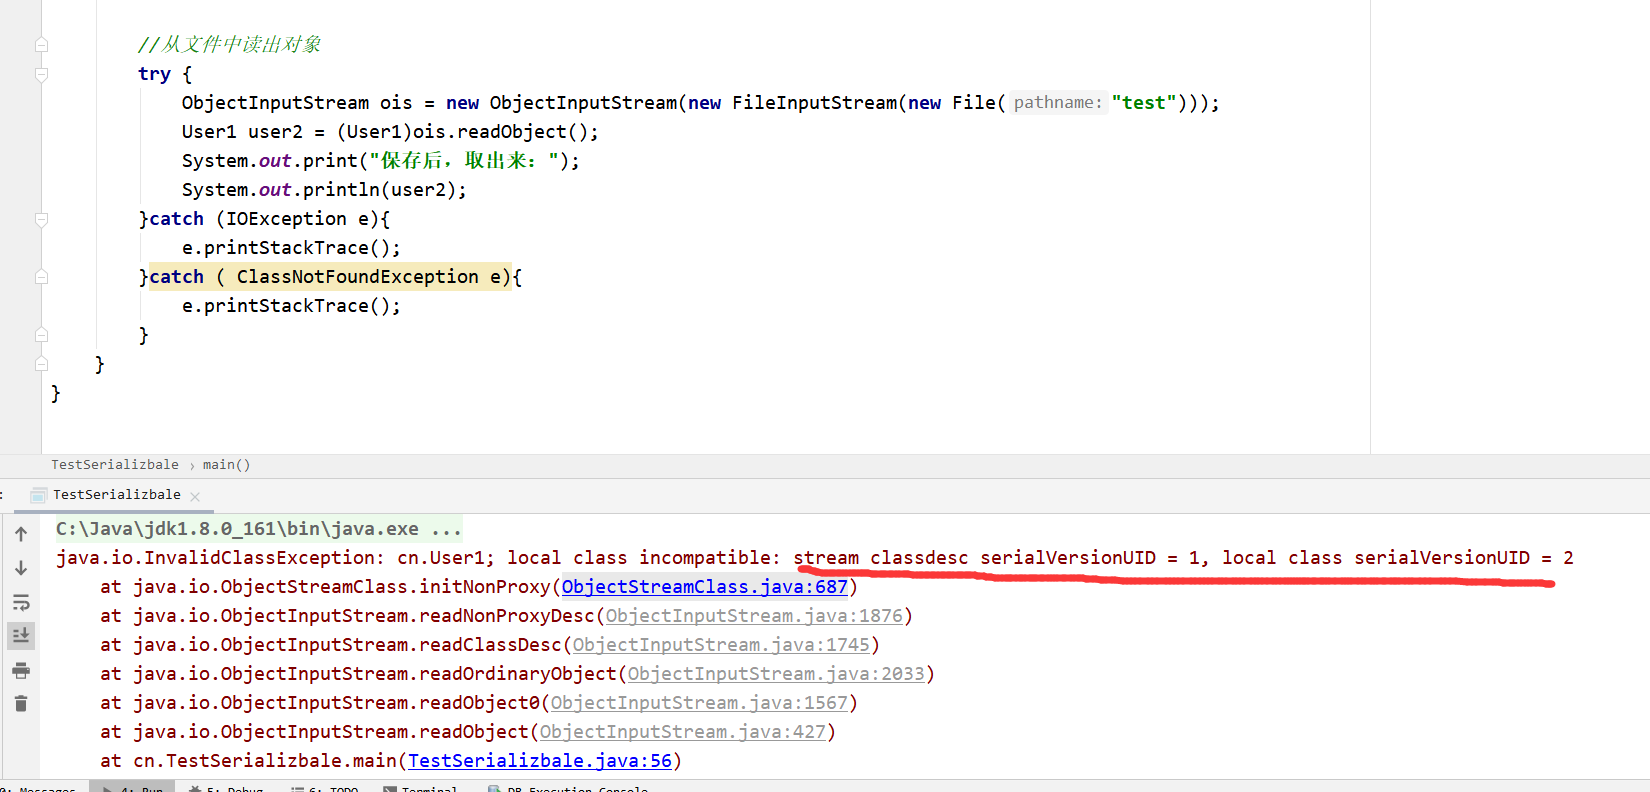 //从文件中读出对象
try {
ObjectInputStream ois = new ObjectInputStream(new FileInputStream(new File( pathname: "test")));
User1 user2 = (User1)ois.readObject();
System.out.print("保存后，取出来：");
System.out.println(user2);
}catch (IOException e){
e.printStackTrace();
}catch ( ClassNotFoundException e){
e.printStackTrace();
}
}
}
TestSerializbale › main()
: TestSerializbale ×
C:\Java\jdk1.8.0_161\bin\java.exe ...
java.io.InvalidClassException: cn.User1; local class incompatible: stream classdesc serialVersionUID = 1, local class serialVersionUID = 2
at java.io.ObjectStreamClass.initNonProxy(ObjectStreamClass.java:687)
at java.io.ObjectInputStream.readNonProxyDesc(ObjectInputStream.java:1876)
at java.io.ObjectInputStream.readClassDesc(ObjectInputStream.java:1745)
at java.io.ObjectInputStream.readOrdinaryObject(ObjectInputStream.java:2033)
at java.io.ObjectInputStream.readObject0(ObjectInputStream.java:1567)
at java.io.ObjectInputStream.readObject(ObjectInputStream.java:427)
at cn.TestSerializbale.main(TestSerializbale.java:56)
0: Messages 4: Run 5: Debug 6: TODO Terminal DB Execution Console